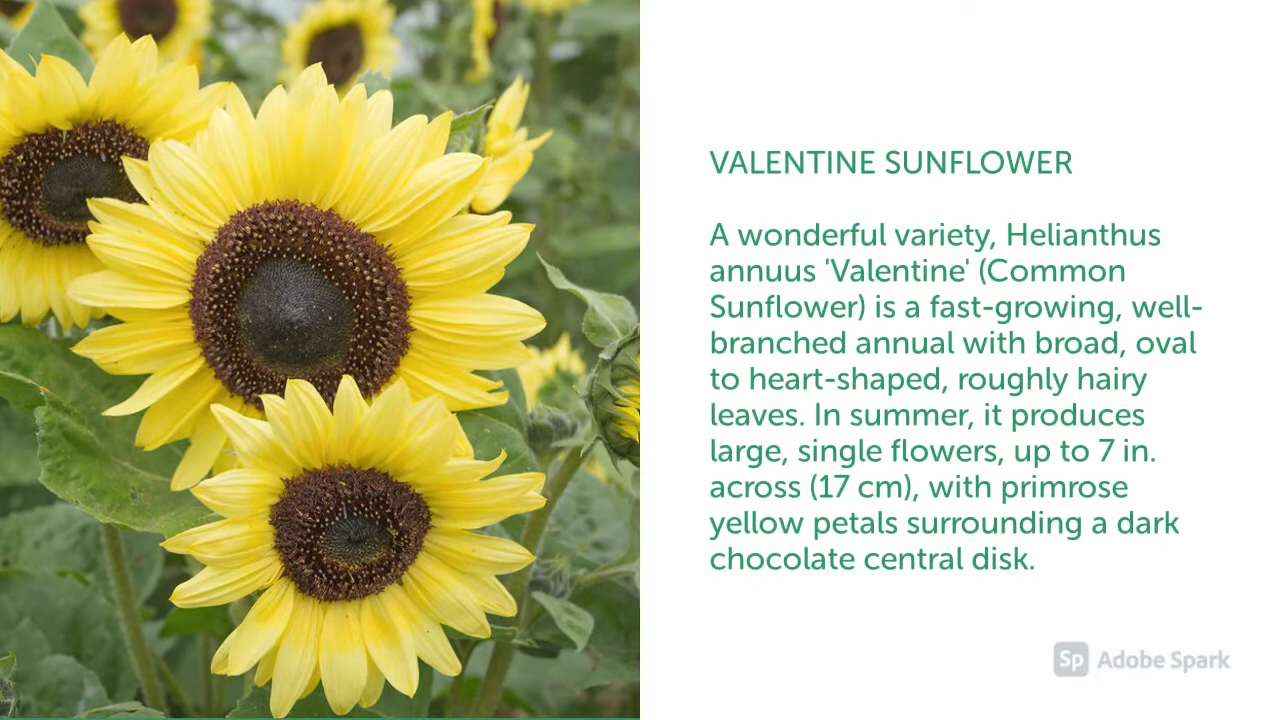 VALENTINE SUNFLOWER
A wonderful variety, Helianthus
annuus 'Valentine' (Common
Sunflower) is a fast-growing, well-
branched annual with broad, oval
to heart-shaped, roughly hairy
leaves. In summer, it produces
large, single flowers, up to 7 in.
across (17 cm), with primrose
yellow petals surrounding a dark
chocolate central disk.
Sp Adobe Spark